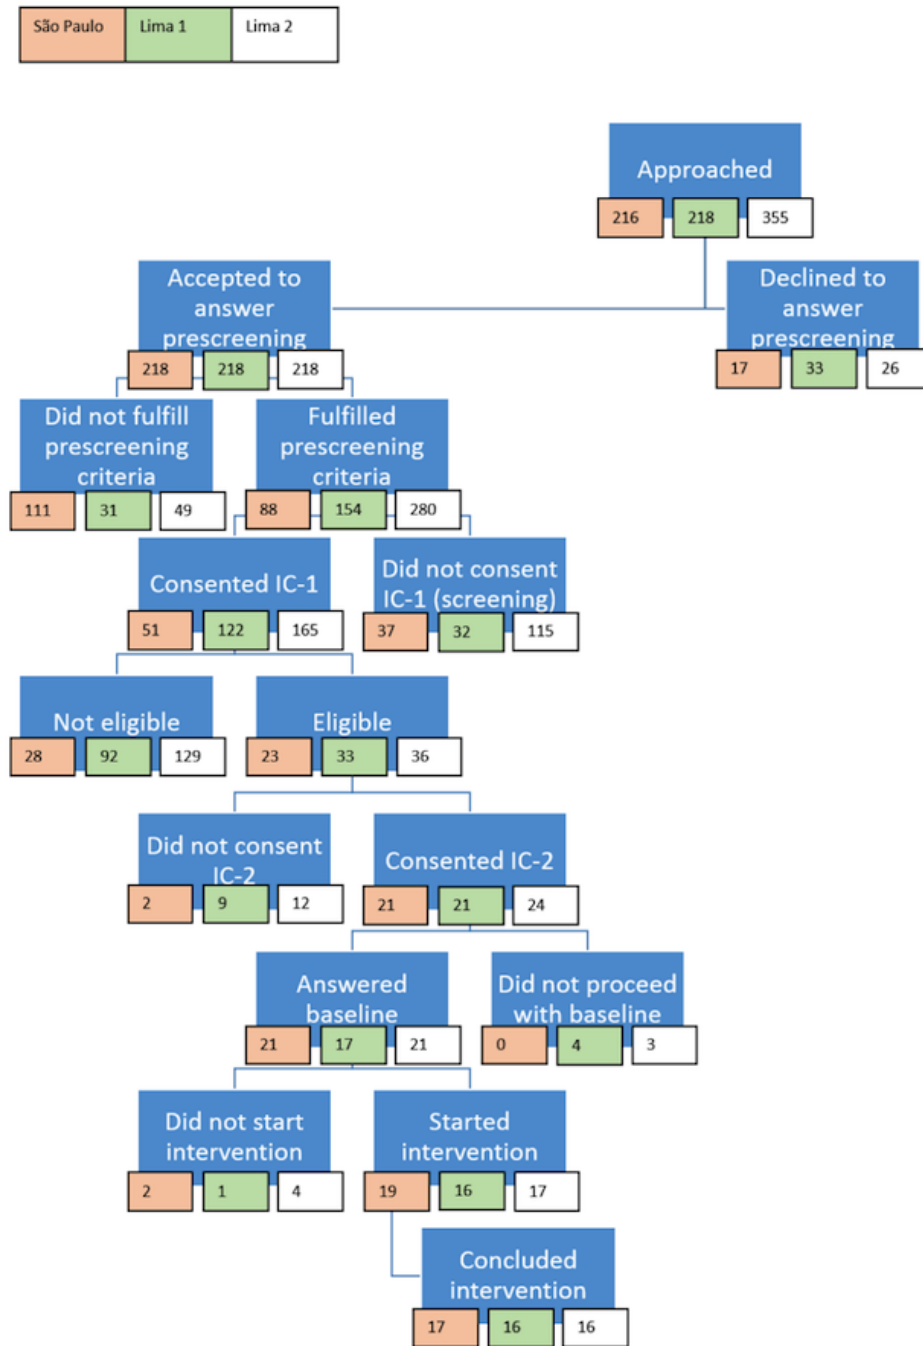 São Paulo Lima 1 Lima 2
Approached
216 218 355
Accepted to
answer
prescreening
218 218 218
Declined to
answer
prescreening
17 33 26
Did not fulfill
prescreening
criteria
111 31 49
Fulfilled
prescreening
criteria
88 154 280
Consented IC-1
51 122 165
Did not consent
IC-1 (screening)
37 32 115
Not eligible
28 92 129
Eligible
23 33 36
Did not consent
IC-2
2 9 12
Consented IC-2
21 21 24
Answered
baseline
21 17 21
Did not proceed
with baseline
0 4 3
Did not start
intervention
2 1 4
Started
intervention
19 16 17
Concluded
intervention
17 16 16